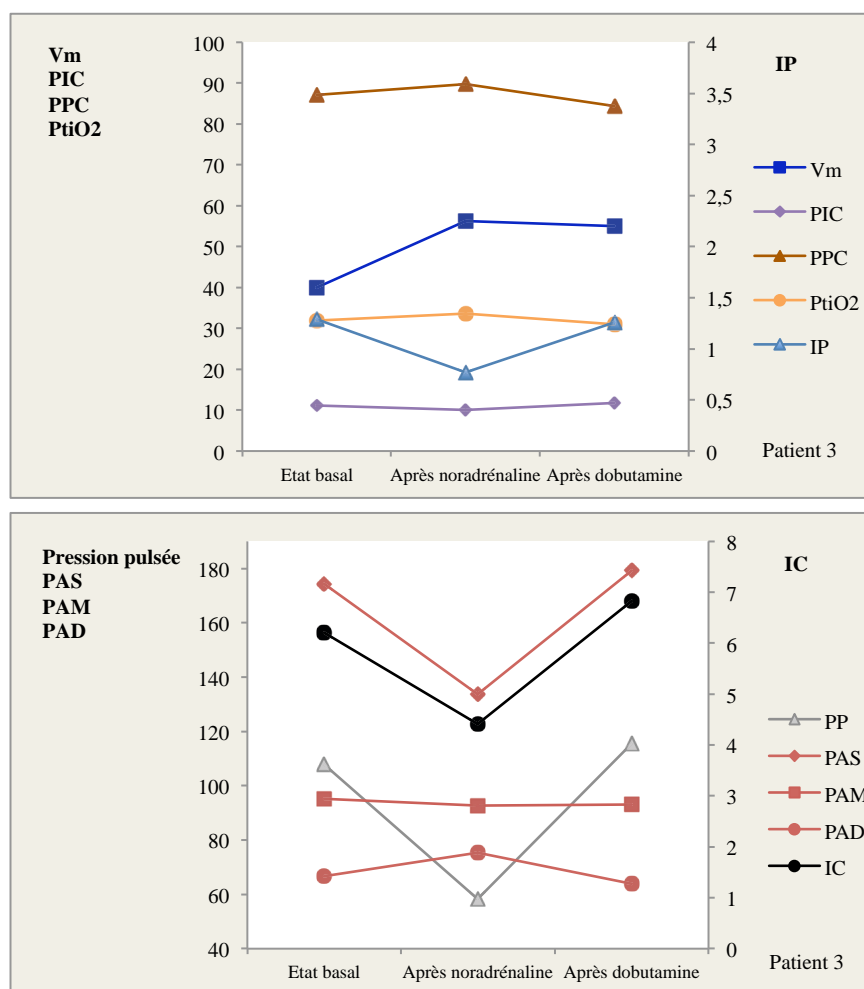 Vm
PIC
PPC
PtiO2
IP
100
90
80
70
60
50
40
30
20
10
0
4
3,5
3
2,5
2
1,5
1
0,5
0
Vm
PIC
PPC
PtiO2
IP
Etat basal Après noradrénaline Après dobutamine
Patient 3
Pression pulsée
PAS
PAM
PAD
IC
180
160
140
120
100
80
60
40
8
7
6
5
4
3
2
1
0
PP
PAS
PAM
PAD
IC
Etat basal Après noradrénaline Après dobutamine
Patient 3